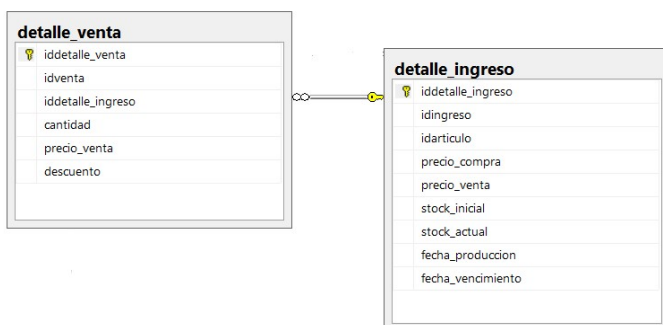 detalle_venta
iddetalle_venta
idventa
iddetalle_ingreso
cantidad
precio_venta
descuento
detalle_ingreso
iddetalle_ingreso
idingreso
idarticulo
precio_compra
precio_venta
stock_inicial
stock_actual
fecha_produccion
fecha_vencimiento